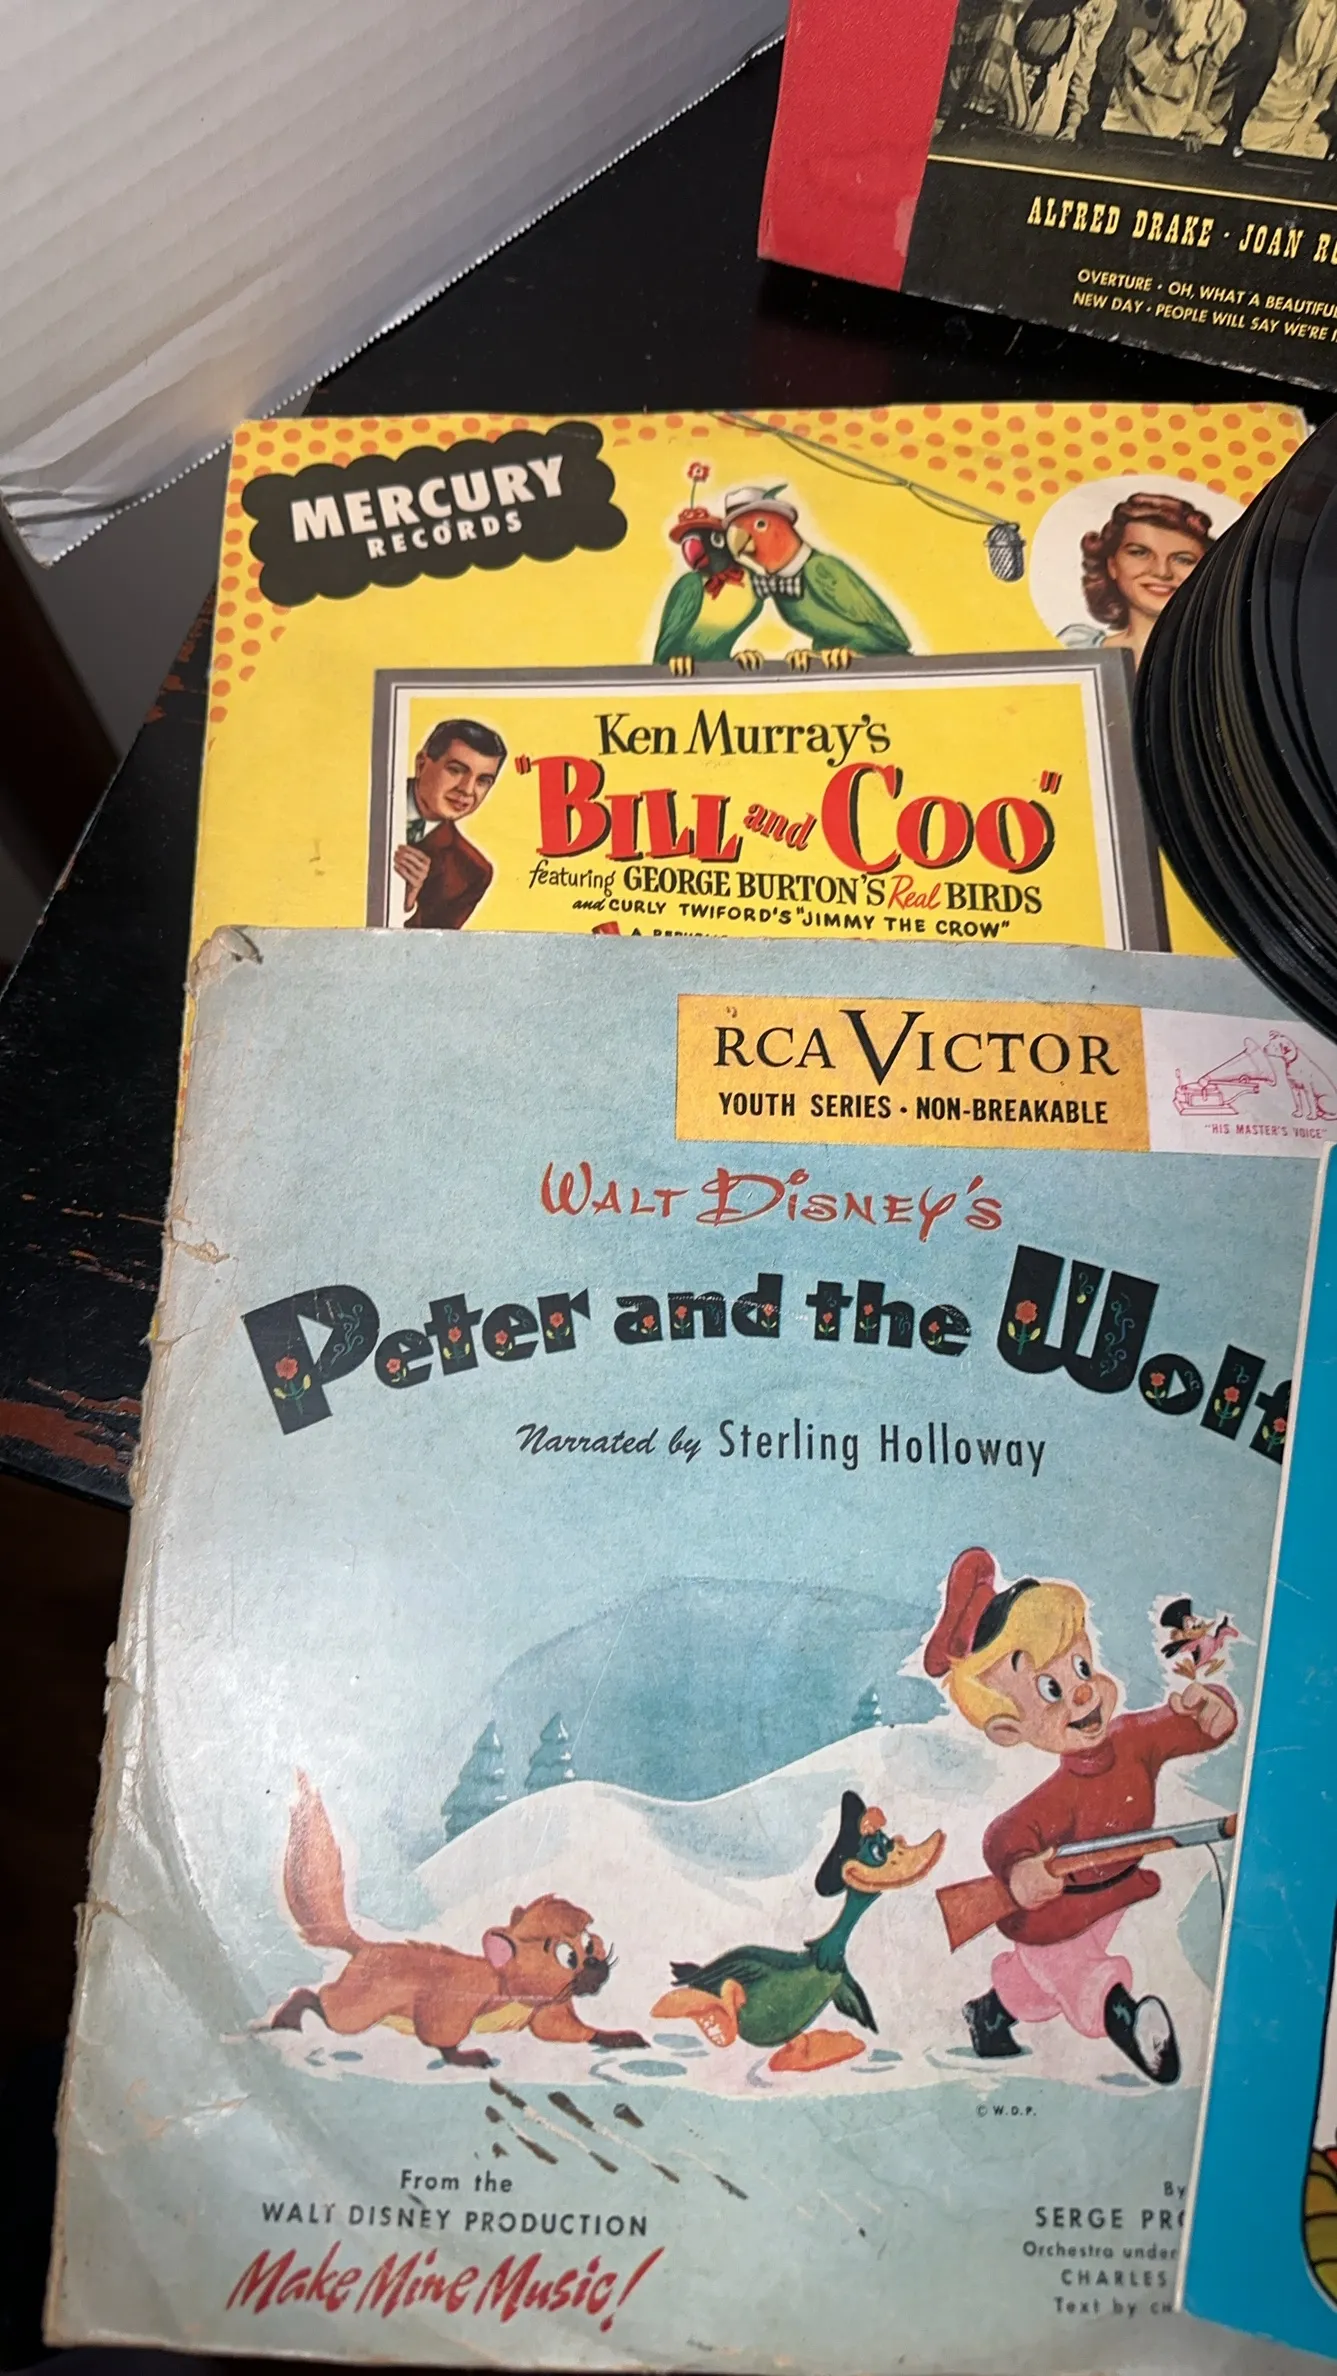 ALFRED DRAKE · JOAN
OVERTURE · OH, WHAT A BEAUTIFUL
NEW DAY · PEOPLE WILL SAY WE'RE
MERCURY
RECORDS
Ken Murray's
"BILL and COO"
featuring GEORGE BURTON'S Real BIRDS
and CURLY TWIFORD'S "JIMMY THE CROW"
A
RCA VICTOR
YOUTH SERIES · NON-BREAKABLE
"HIS MASTER'S VOICE"
WALT DISNEY'S
Peter and the Wolf
Narrated by Sterling Holloway
© W.D.P.
From the
WALT DISNEY PRODUCTION
Make Mine Music!
By
SERGE
Orchestra under
CHARLES
Text by